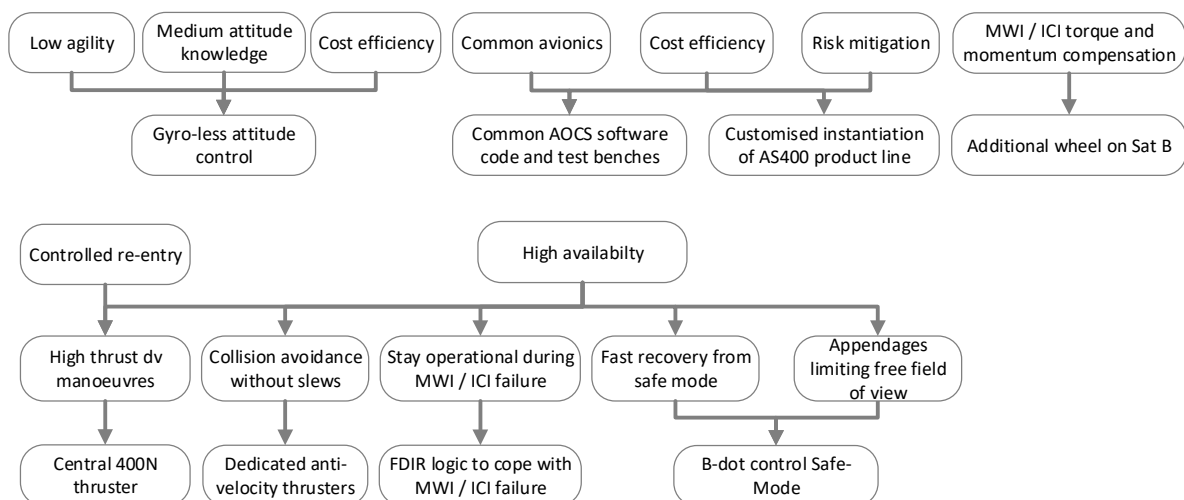 Low agility
Medium attitude
knowledge
Cost efficiency
Common avionics
Cost efficiency
Risk mitigation
MWI / ICI torque and
momentum compensation
Gyro-less attitude
control
Common AOCS software
code and test benches
Customised instantiation
of AS400 product line
Additional wheel on Sat B
Controlled re-entry
High availabilty
High thrust dv
manoeuvres
Collision avoidance
without slews
Stay operational during
MWI / ICI failure
Fast recovery from
safe mode
Appendages
limiting free field
of view
Central 400N
thruster
Dedicated anti-
velocity thrusters
FDIR logic to cope with
MWI / ICI failure
B-dot control Safe-
Mode